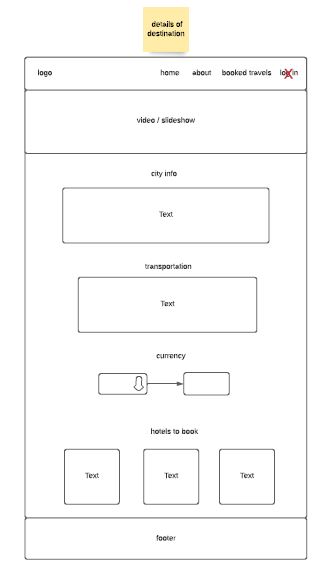 details of
destination
logo home about booked travels log in
video / slideshow
city info
Text
transportation
Text
currency
hotels to book
Text Text Text
footer